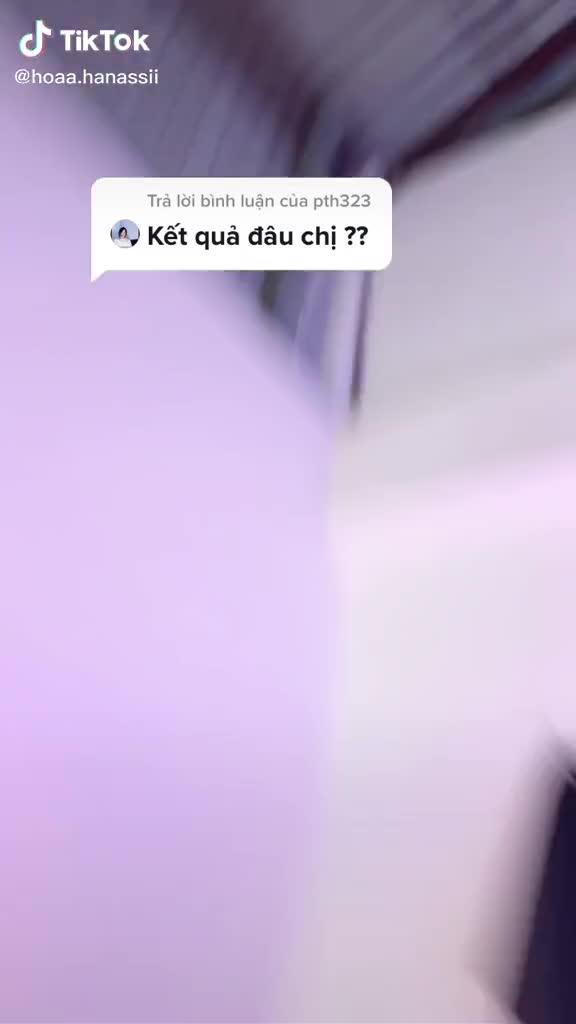 TikTok
@hoaa.hanassii
Trả lời bình luận của pth323
Kết quả đâu chị ??